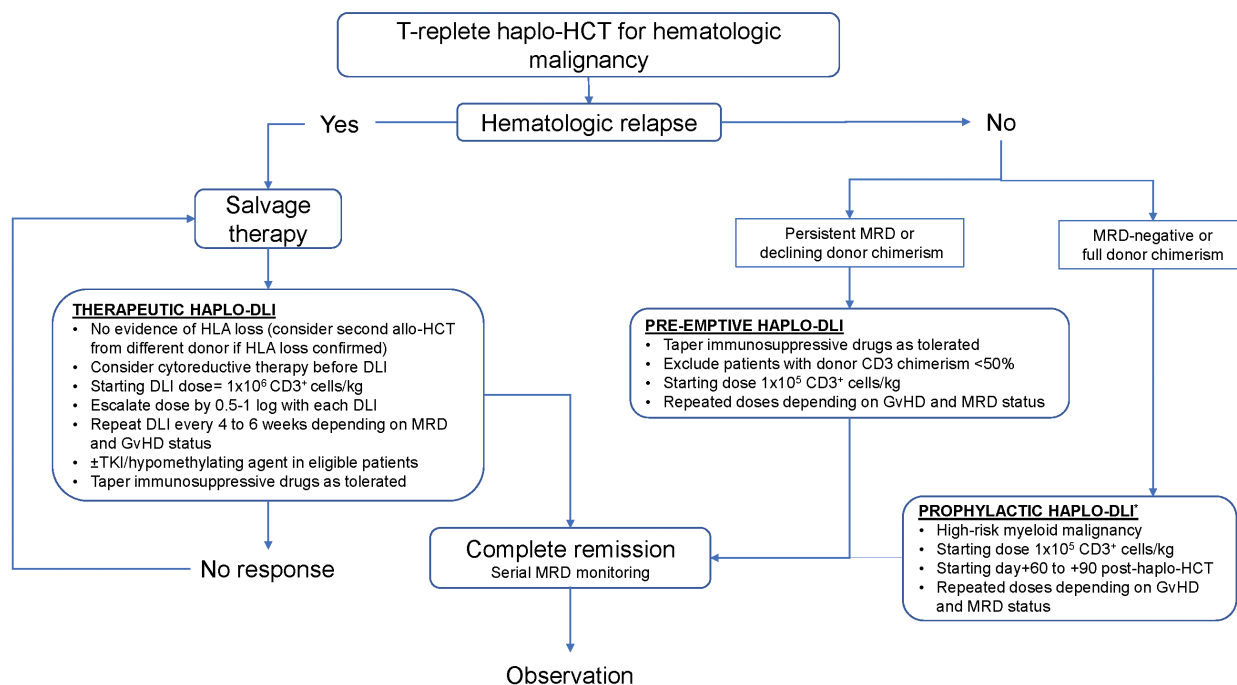 T-replete haplo-HCT for hematologic
malignancy
Yes
Hematologic relapse
No
Salvage
therapy
Persistent MRD or
declining donor chimerism
MRD-negative or
full donor chimerism
THERAPEUTIC HAPLO-DLI
• No evidence of HLA loss (consider second allo-HCT
from different donor if HLA loss confirmed)
• Consider cytoreductive therapy before DLI
• Starting DLI dose= 1x10⁶ CD3⁺ cells/kg
• Escalate dose by 0.5-1 log with each DLI
• Repeat DLI every 4 to 6 weeks depending on MRD
and GvHD status
• ±TKI/hypomethylating agent in eligible patients
• Taper immunosuppressive drugs as tolerated
PRE-EMPTIVE HAPLO-DLI
• Taper immunosuppressive drugs as tolerated
• Exclude patients with donor CD3 chimerism <50%
• Starting dose 1x10⁵ CD3⁺ cells/kg
• Repeated doses depending on GvHD and MRD status
PROPHYLACTIC HAPLO-DLI*
• High-risk myeloid malignancy
• Starting dose 1x10⁵ CD3⁺ cells/kg
• Starting day+60 to +90 post-haplo-HCT
• Repeated doses depending on GvHD
and MRD status
No response
Complete remission
Serial MRD monitoring
Observation